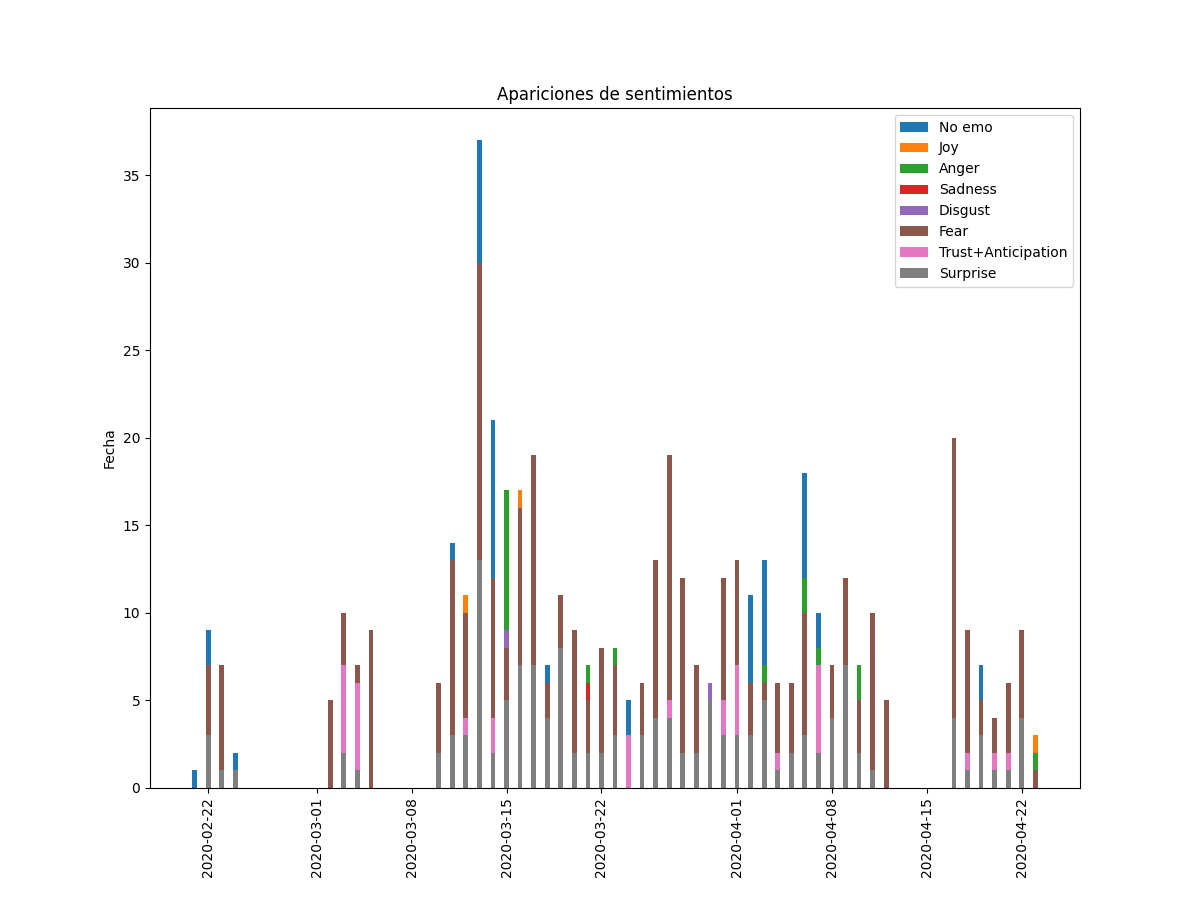 Apariciones de sentimientos
No emo
Joy
Anger
Sadness
Disgust
Fear
Trust+Anticipation
Surprise
Fecha
35
30
25
20
15
10
5
0
2020-02-22
2020-03-01
2020-03-08
2020-03-15
2020-03-22
2020-04-01
2020-04-08
2020-04-15
2020-04-22